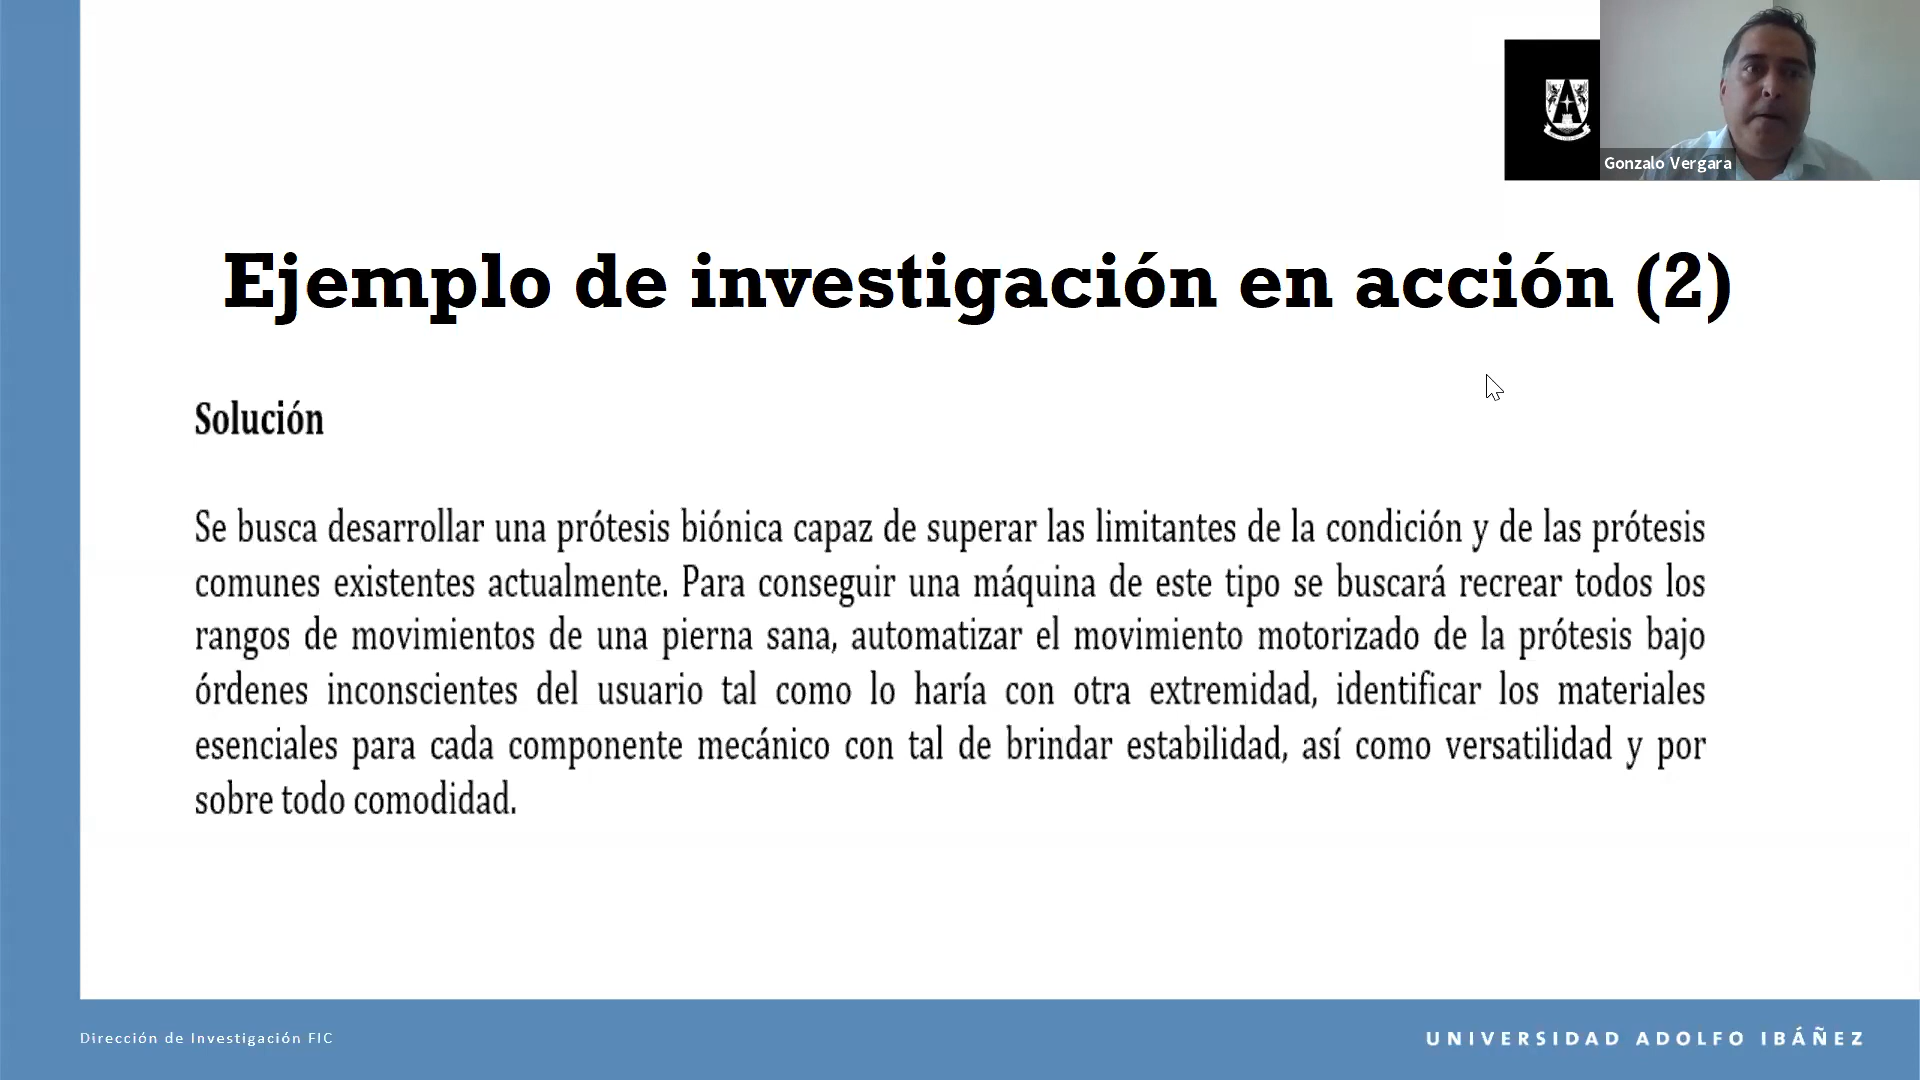 Gonzalo Vergara
Ejemplo de investigación en acción (2)
Solución
Se busca desarrollar una prótesis biónica capaz de superar las limitantes de la condición y de las prótesis
comunes existentes actualmente. Para conseguir una máquina de este tipo se buscará recrear todos los
rangos de movimientos de una pierna sana, automatizar el movimiento motorizado de la prótesis bajo
órdenes inconscientes del usuario tal como lo haría con otra extremidad, identificar los materiales
esenciales para cada componente mecánico con tal de brindar estabilidad, así como versatilidad y por
sobre todo comodidad.
Dirección de Investigación FIC
UNIVERSIDAD ADOLFO IBÁÑEZ